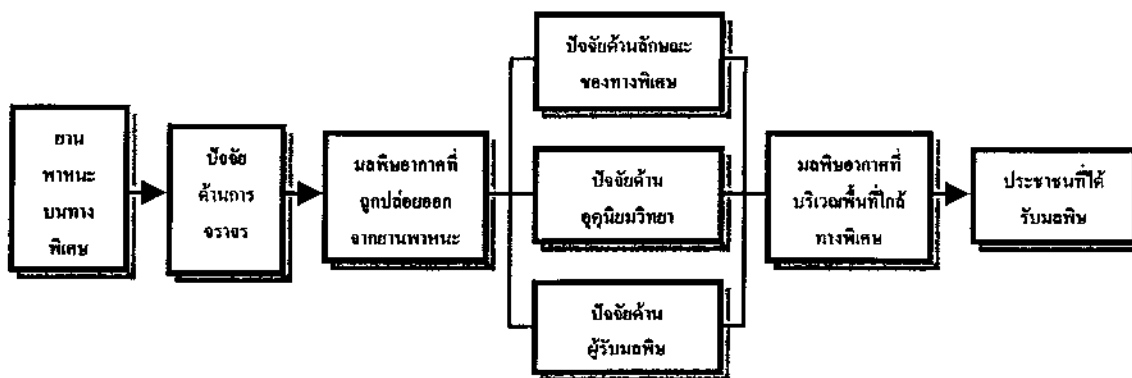 ยาน
พาหนะ
บนทาง
พิเศษ
ปัจจัย
ด้านการ
จราจร
มลพิษอากาศที่
ถูกปล่อยออก
จากยานพาหนะ
ปัจจัยด้านลักษณะ
ของทางพิเศษ
ปัจจัยด้าน
อุตุนิยมวิทยา
ปัจจัยด้าน
ผู้รับมลพิษ
มลพิษอากาศที่
บริเวณพื้นที่ใกล้
ทางพิเศษ
ประชาชนที่ได้
รับมลพิษ